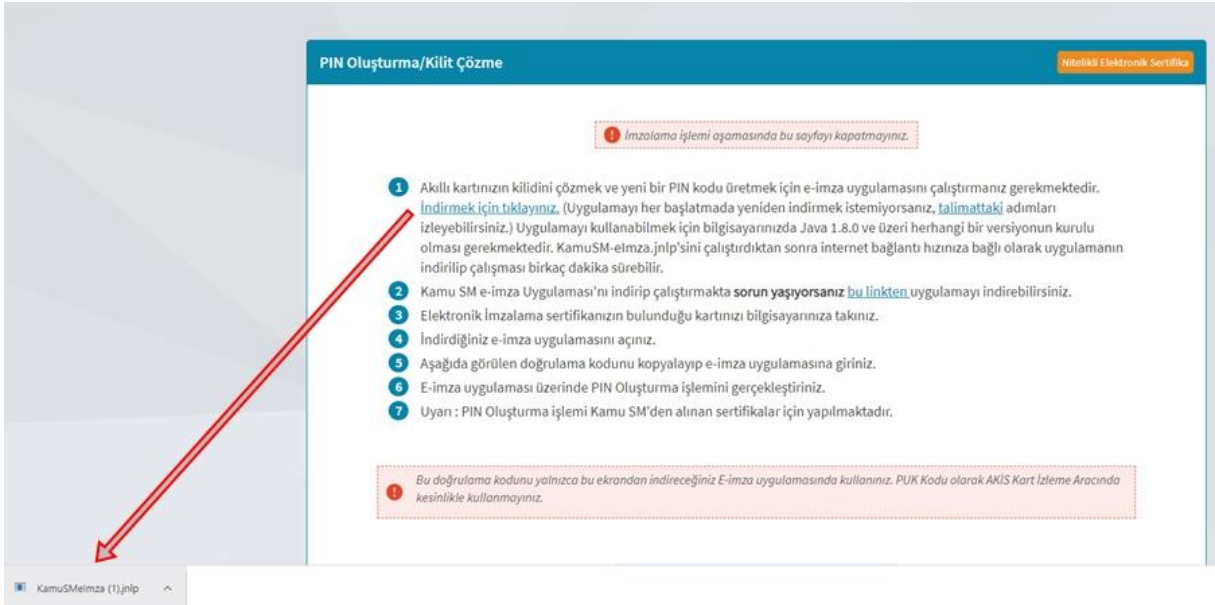 PIN Oluşturma/Kilit Çözme
Nitelikli Elektronik Sertifika
İmzalama işlemi aşamasında bu sayfayı kapatmayınız.
1 Akıllı kartınızın kilidini çözmek ve yeni bir PIN kodu üretmek için e-imza uygulamasını çalıştırmanız gerekmektedir.
İndirmek için tıklayınız. (Uygulamayı her başlatmada yeniden indirmek istemiyorsanız, talimattaki adımları
izleyebilirsiniz.) Uygulamayı kullanabilmek için bilgisayarınızda Java 1.8.0 ve üzeri herhangi bir versiyonun kurulu
olması gerekmektedir. KamuSM-eImza.jnlp'sini çalıştırdıktan sonra internet bağlantı hızınıza bağlı olarak uygulamanın
indirilip çalışması birkaç dakika sürebilir.
2 Kamu SM e-imza Uygulaması'nı indirip çalıştırmakta sorun yaşıyorsanız bu linkten uygulamayı indirebilirsiniz.
3 Elektronik İmzalama sertifikanızın bulunduğu kartınızı bilgisayarınıza takınız.
4 İndirdiğiniz e-imza uygulamasını açınız.
5 Aşağıda görülen doğrulama kodunu kopyalayıp e-imza uygulamasına giriniz.
6 E-imza uygulaması üzerinde PIN Oluşturma işlemini gerçekleştiriniz.
7 Uyarı : PIN Oluşturma işlemi Kamu SM'den alınan sertifikalar için yapılmaktadır.
Bu doğrulama kodunu yalnızca bu ekrandan indireceğiniz E-imza uygulamasında kullanınız. PUK Kodu olarak AKİS Kart İzleme Aracında
kesinlikle kullanmayınız.
KamuSMeImza (1).jnlp